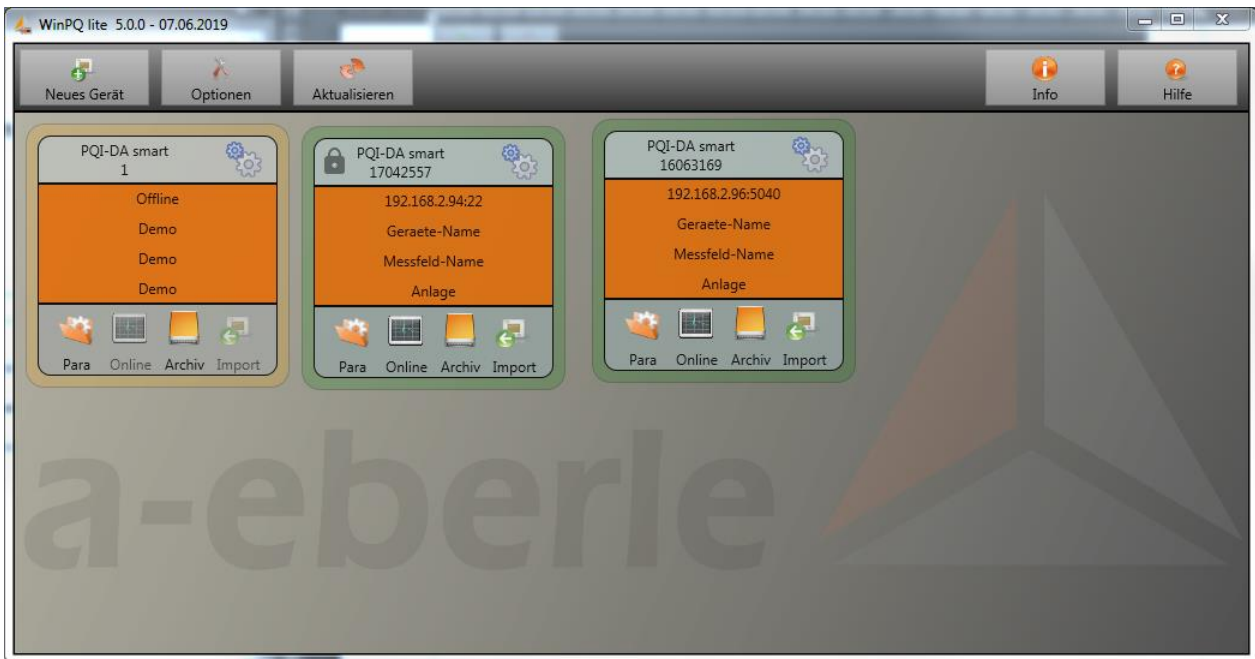 WinPQ lite 5.0.0 - 07.06.2019
Neues Gerät
Optionen
Aktualisieren
Info
Hilfe
PQI-DA smart
1
Offline
Demo
Demo
Demo
Para Online Archiv Import
PQI-DA smart
17042557
192.168.2.94:22
Geraete-Name
Messfeld-Name
Anlage
Para Online Archiv Import
PQI-DA smart
16063169
192.168.2.96:5040
Geraete-Name
Messfeld-Name
Anlage
Para Online Archiv Import
a-eberle